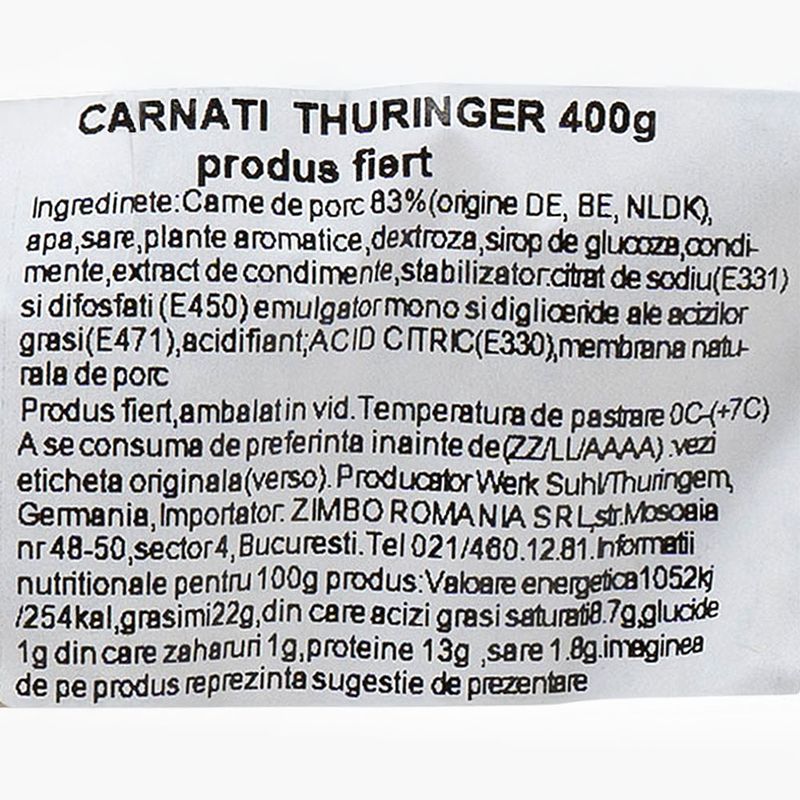 CARNATI THURINGER 400g
produs fiert
Ingredinete:Carne de porc 83%(origine DE, BE, NLDK),
apa,sare,plante aromatice,dextroza,sirop de glucoza,condi-
mente,extract de condimente,stabilizator:citrat de sodiu(E331)
si difosfati (E450) emulgator mono si digliceride ale acizilor
grasi(E471),acidifiant;ACID CITRIC(E330),membrana natu-
rala de porc
Produs fiert,ambalat in vid. Temperatura de pastrare 0C-(+7C)
A se consuma de preferinta inainte de(ZZ/LL/AAAA) .vezi
eticheta originala(verso). Producator Werk Suhl/Thuringem,
Germania, Importator. ZIMBO ROMANIA SRL,str.Mosoaia
nr 48-50,sector 4, Bucuresti. Tel 021/460.12.81.Informatii
nutritionale pentru 100g produs:Valoare energetica1052kj
/254kal,grasimi22g,din care acizi grasi saturati8.7g,glucide
1g din care zaharuri 1g,proteine 13g ,sare 1.8g.imaginea
de pe produs reprezinta sugestie de prezentare